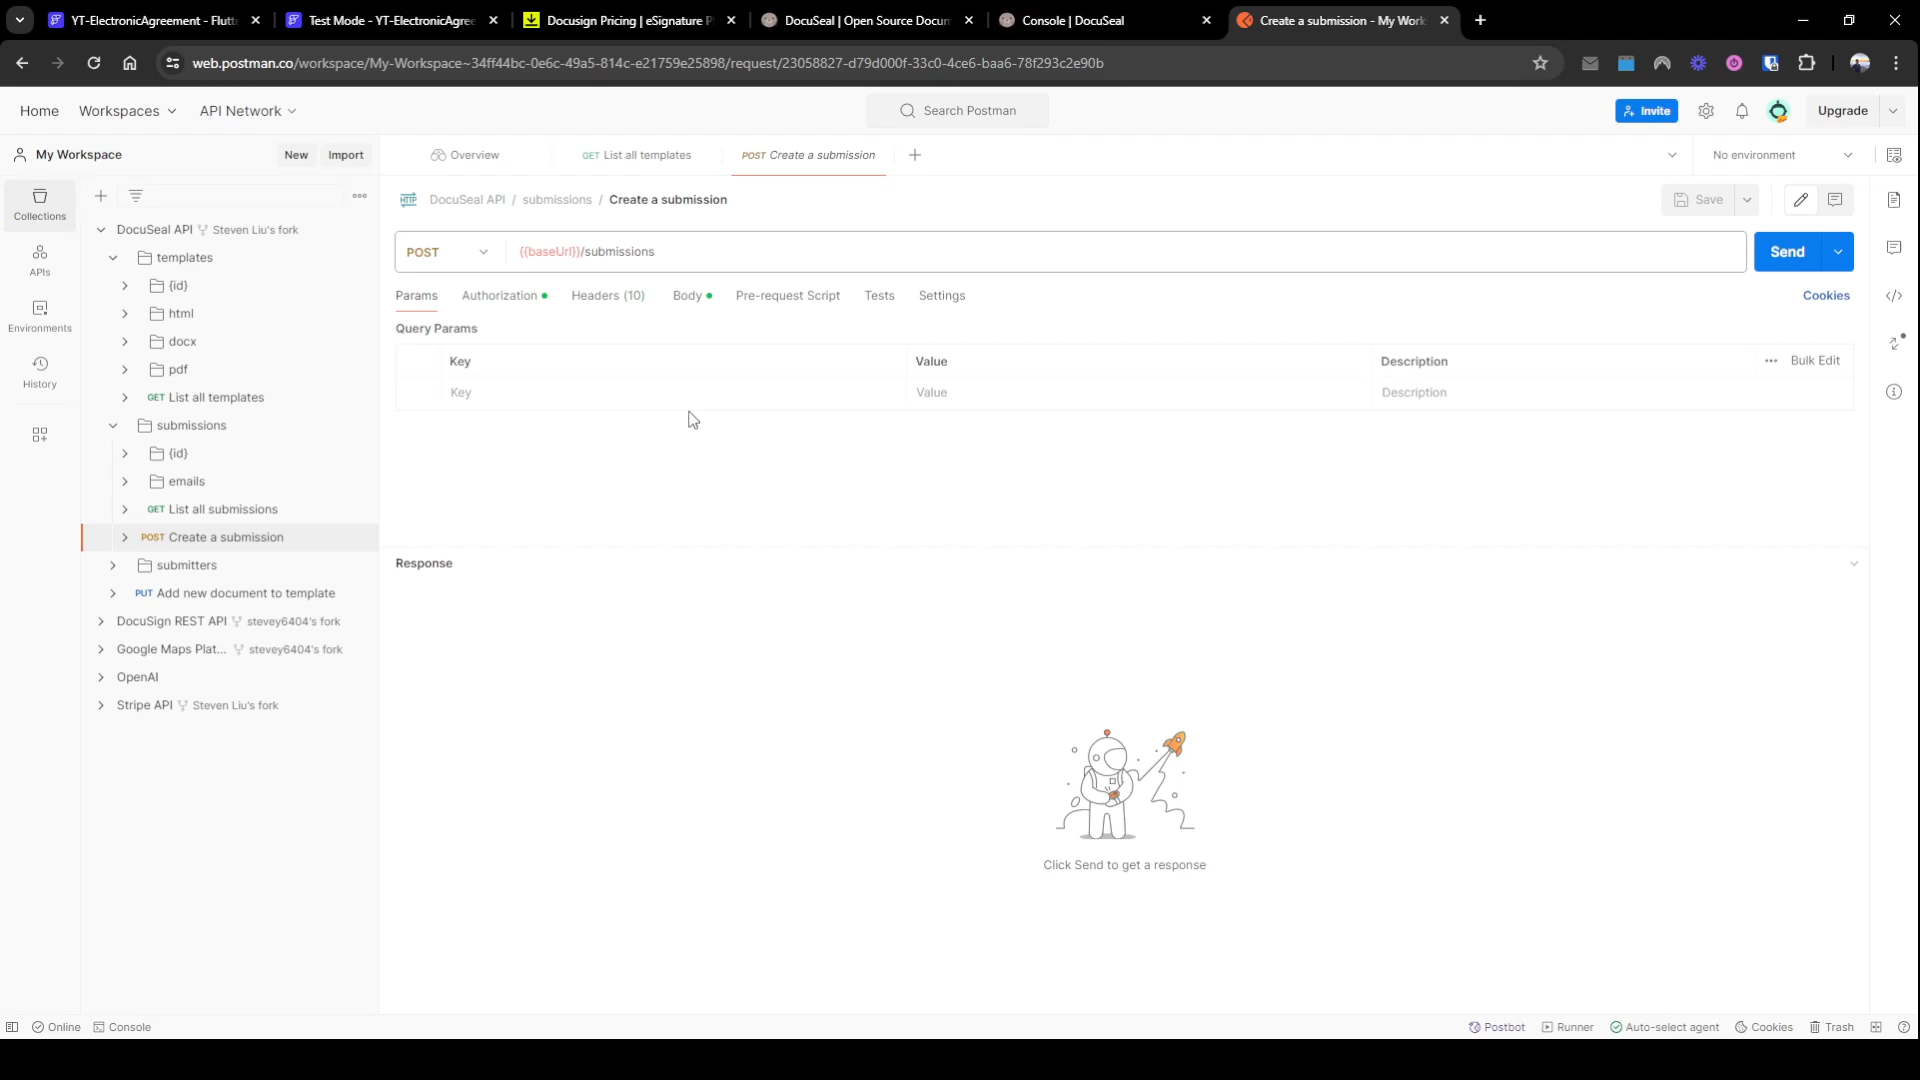 YT-ElectronicAgreement - Flutte
Test Mode - YT-ElectronicAgree
Docusign Pricing | eSignature P
DocuSeal | Open Source Docum
Console | DocuSeal
Create a submission - My Work
web.postman.co/workspace/My-Workspace~34ff44bc-0e6c-49a5-814c-e21759e25898/request/23058827-d79d000f-33c0-4ce6-baa6-78f293c2e90b
Home
Workspaces
API Network
Search Postman
Invite
Upgrade
My Workspace
New
Import
Overview
GET List all templates
POST Create a submission
No environment
Collections
APIs
Environments
History
DocuSeal API Steven Liu's fork
templates
{id}
html
docx
pdf
GET List all templates
submissions
{id}
emails
GET List all submissions
POST Create a submission
submitters
PUT Add new document to template
DocuSign REST API stevey6404's fork
Google Maps Plat... stevey6404's fork
OpenAI
Stripe API Steven Liu's fork
HTTP DocuSeal API / submissions / Create a submission
Save
POST
{{baseUrl}}/submissions
Send
Params
Authorization
Headers (10)
Body
Pre-request Script
Tests
Settings
Cookies
Query Params
Key
Value
Description
Bulk Edit
Key
Value
Description
Response
Click Send to get a response
Online
Console
Postbot
Runner
Auto-select agent
Cookies
Trash